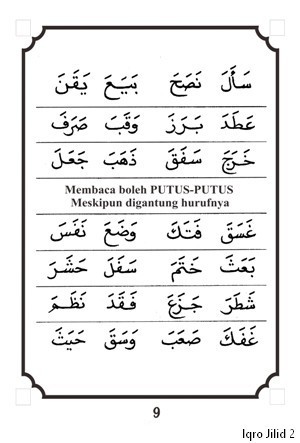 سَأَلَ نَصَحَ بَيَعَ يَقَنَ
عَطَدَ بَرَزَ وَقَبَ صَرَفَ
خَرَجَ سَفَقَ ذَهَبَ جَعَلَ
Membaca boleh PUTUS-PUTUS
Meskipun digantung hurufnya
غَسَقَ فَتَكَ وَضَعَ نَفَسَ
بَعَثَ خَتَمَ سَفَلَ حَشَرَ
شَطَرَ جَزَعَ فَقَدَ نَظَمَ
غَفَكَ صَعَبَ وَسَقَ حَيَثَ
9
Iqro Jilid 2